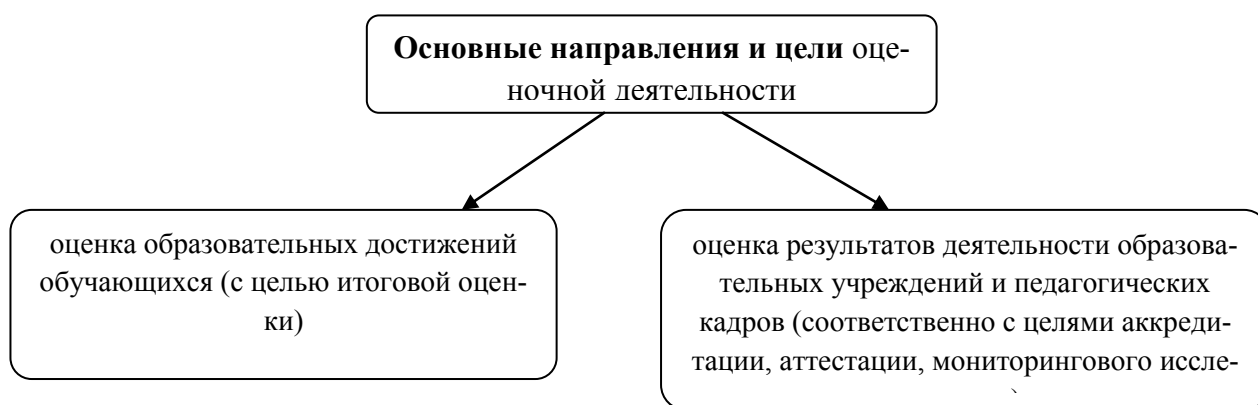 Основные направления и цели оце-
ночной деятельности
оценка образовательных достижений
обучающихся (с целью итоговой оцен-
ки)
оценка результатов деятельности образова-
тельных учреждений и педагогических
кадров (соответственно с целями аккреди-
тации, аттестации, мониторингового иссле-